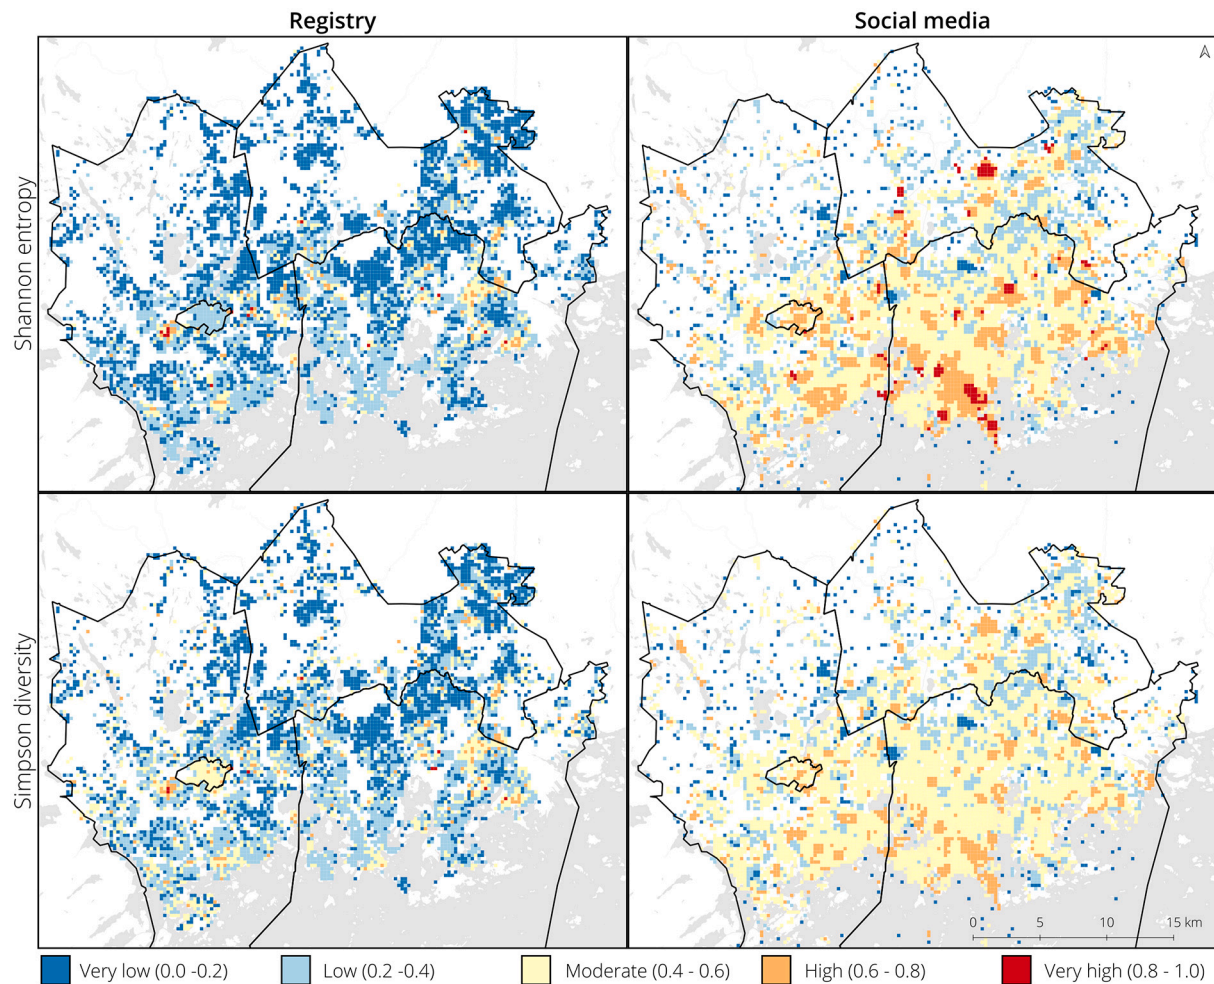 Registry
Social media
Shannon entropy
Simpson diversity
0 5 10 15 km
Very low (0.0 -0.2) Low (0.2 -0.4) Moderate (0.4 - 0.6) High (0.6 - 0.8) Very high (0.8 - 1.0)